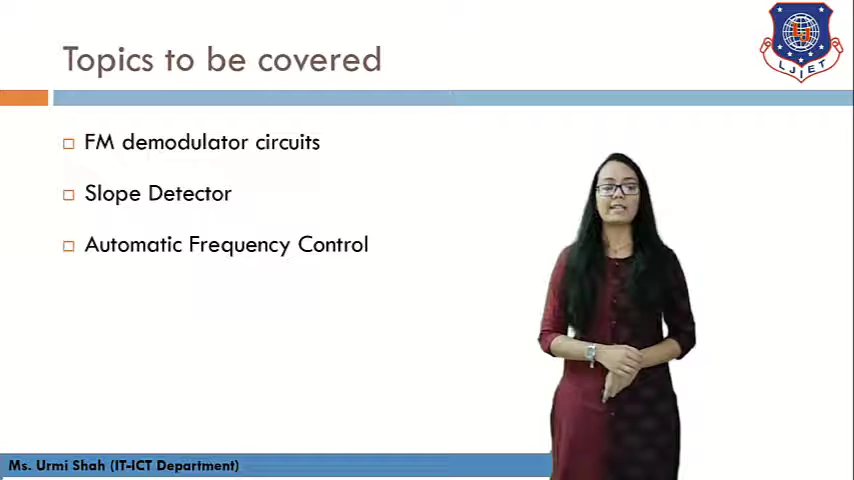 Topics to be covered
LJIET
FM demodulator circuits
Slope Detector
Automatic Frequency Control
Ms. Urmi Shah (IT-ICT Department)